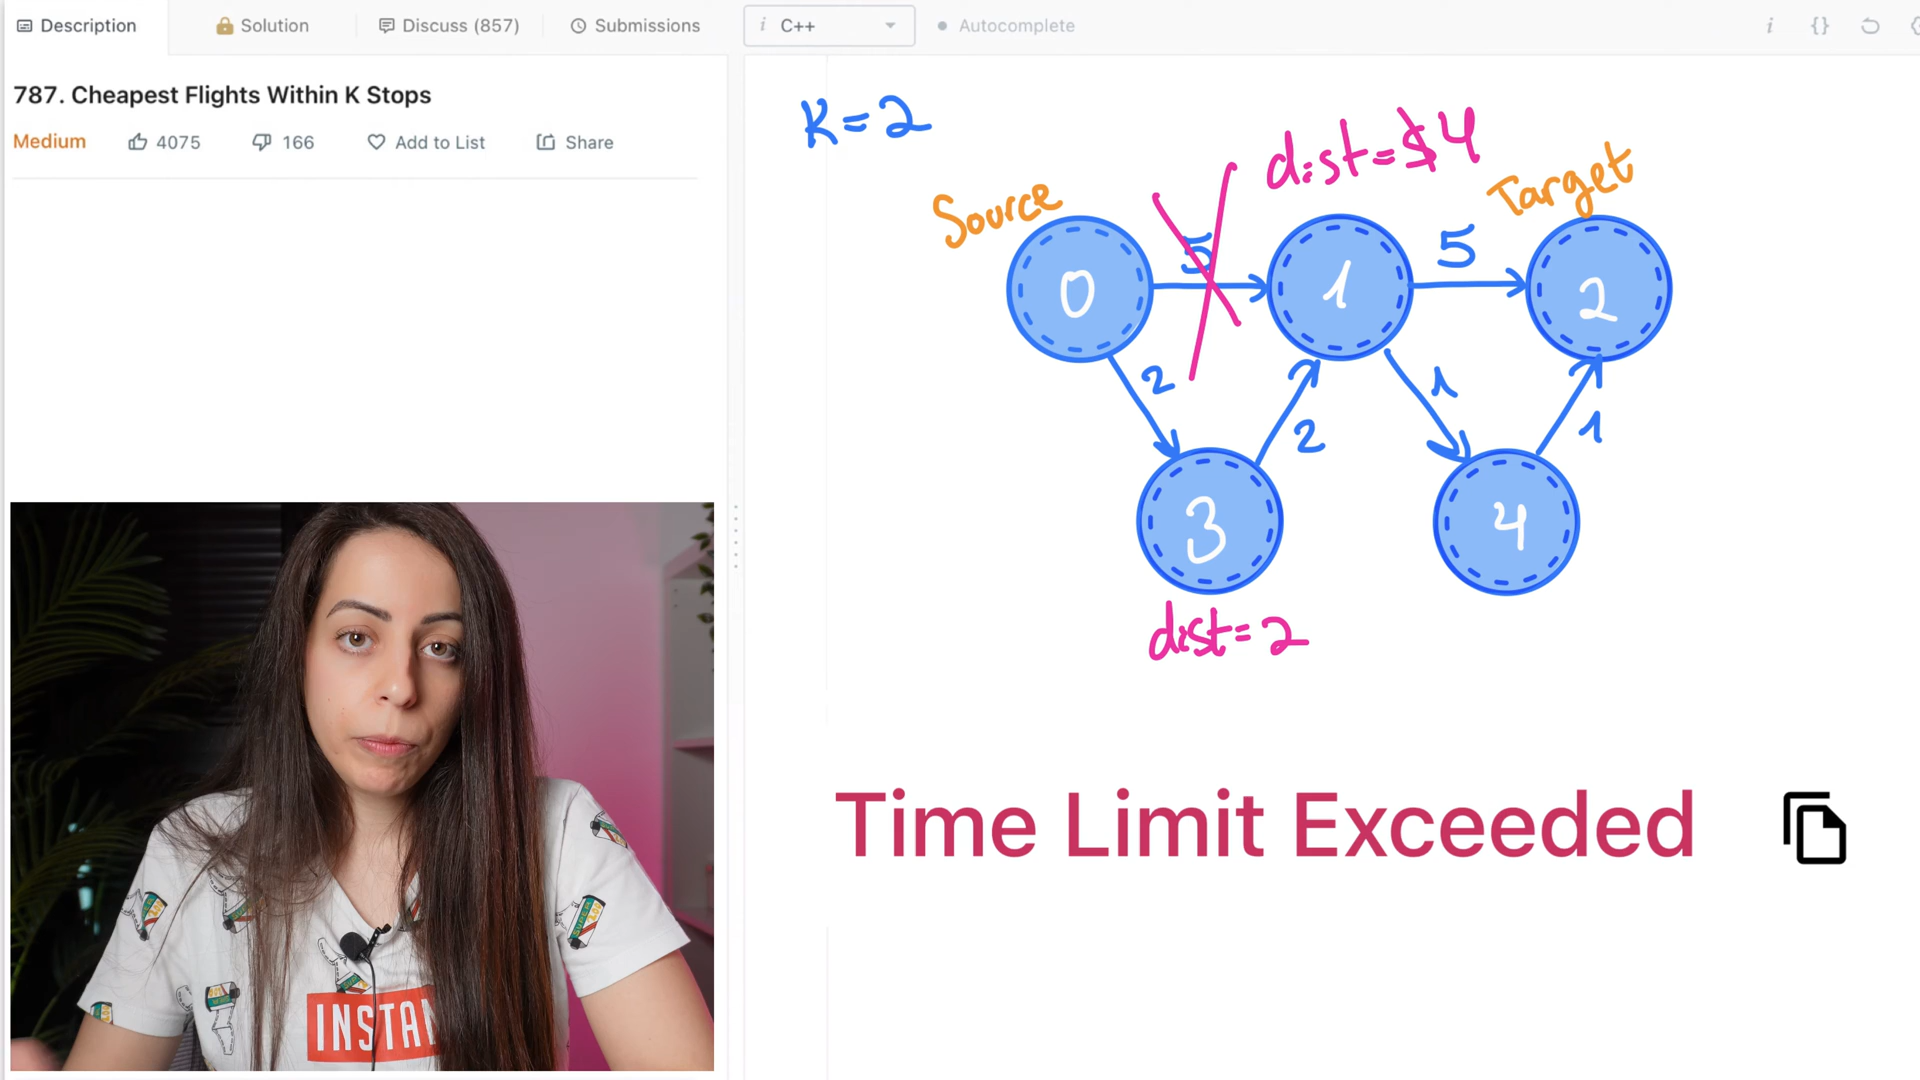 Description
Solution
Discuss (857)
Submissions
i C++
Autocomplete
i {}
787. Cheapest Flights Within K Stops
Medium
4075
166
Add to List
Share
K=2
dist=$4
Source
Target
0
5
1
5
2
2
2
1
1
3
4
dist=2
Time Limit Exceeded
INSTAN